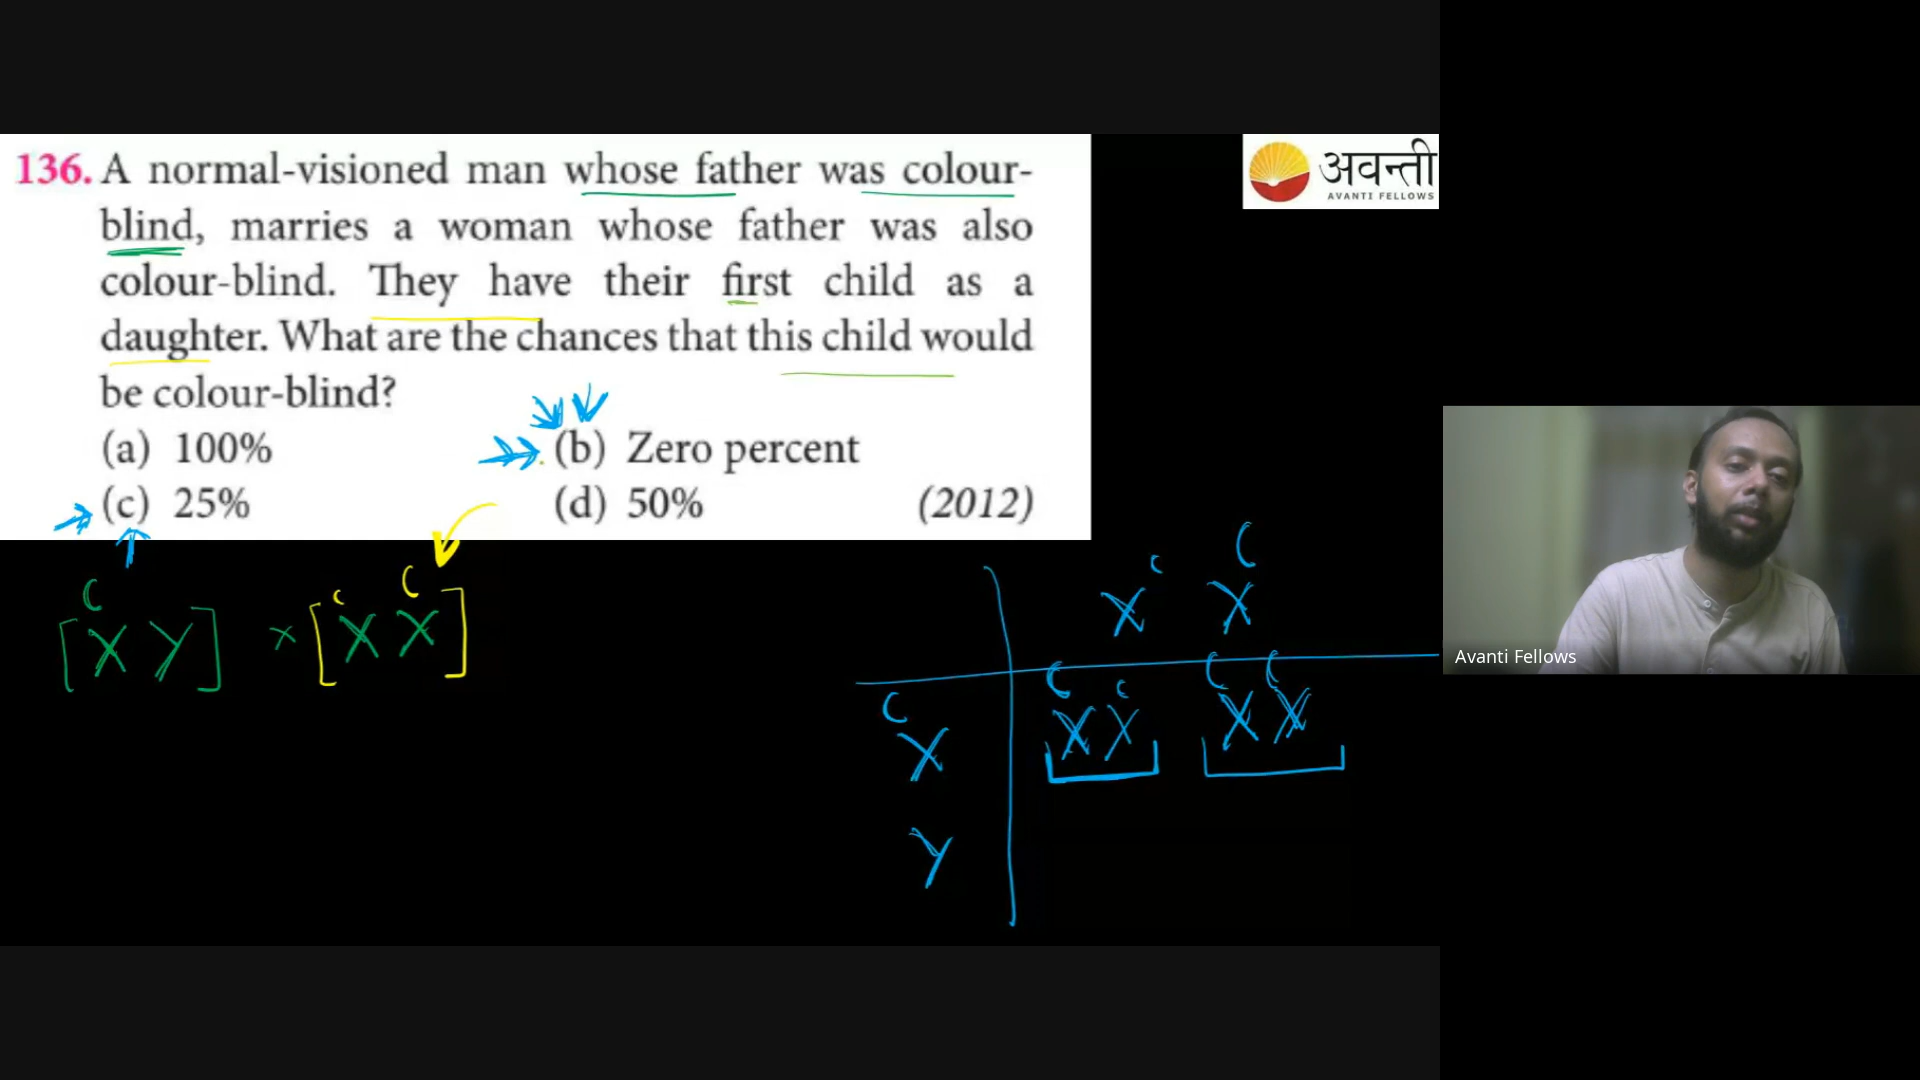 136. A normal-visioned man whose father was colour-
blind, marries a woman whose father was also
colour-blind. They have their first child as a
daughter. What are the chances that this child would
be colour-blind?
(a) 100% (b) Zero percent
(c) 25% (d) 50% (2012)
अवन्ती
AVANTI FELLOWS
C c C
[X Y] × [X X]
c C
X X
C c C C
C X X X X
X
Y
Avanti Fellows